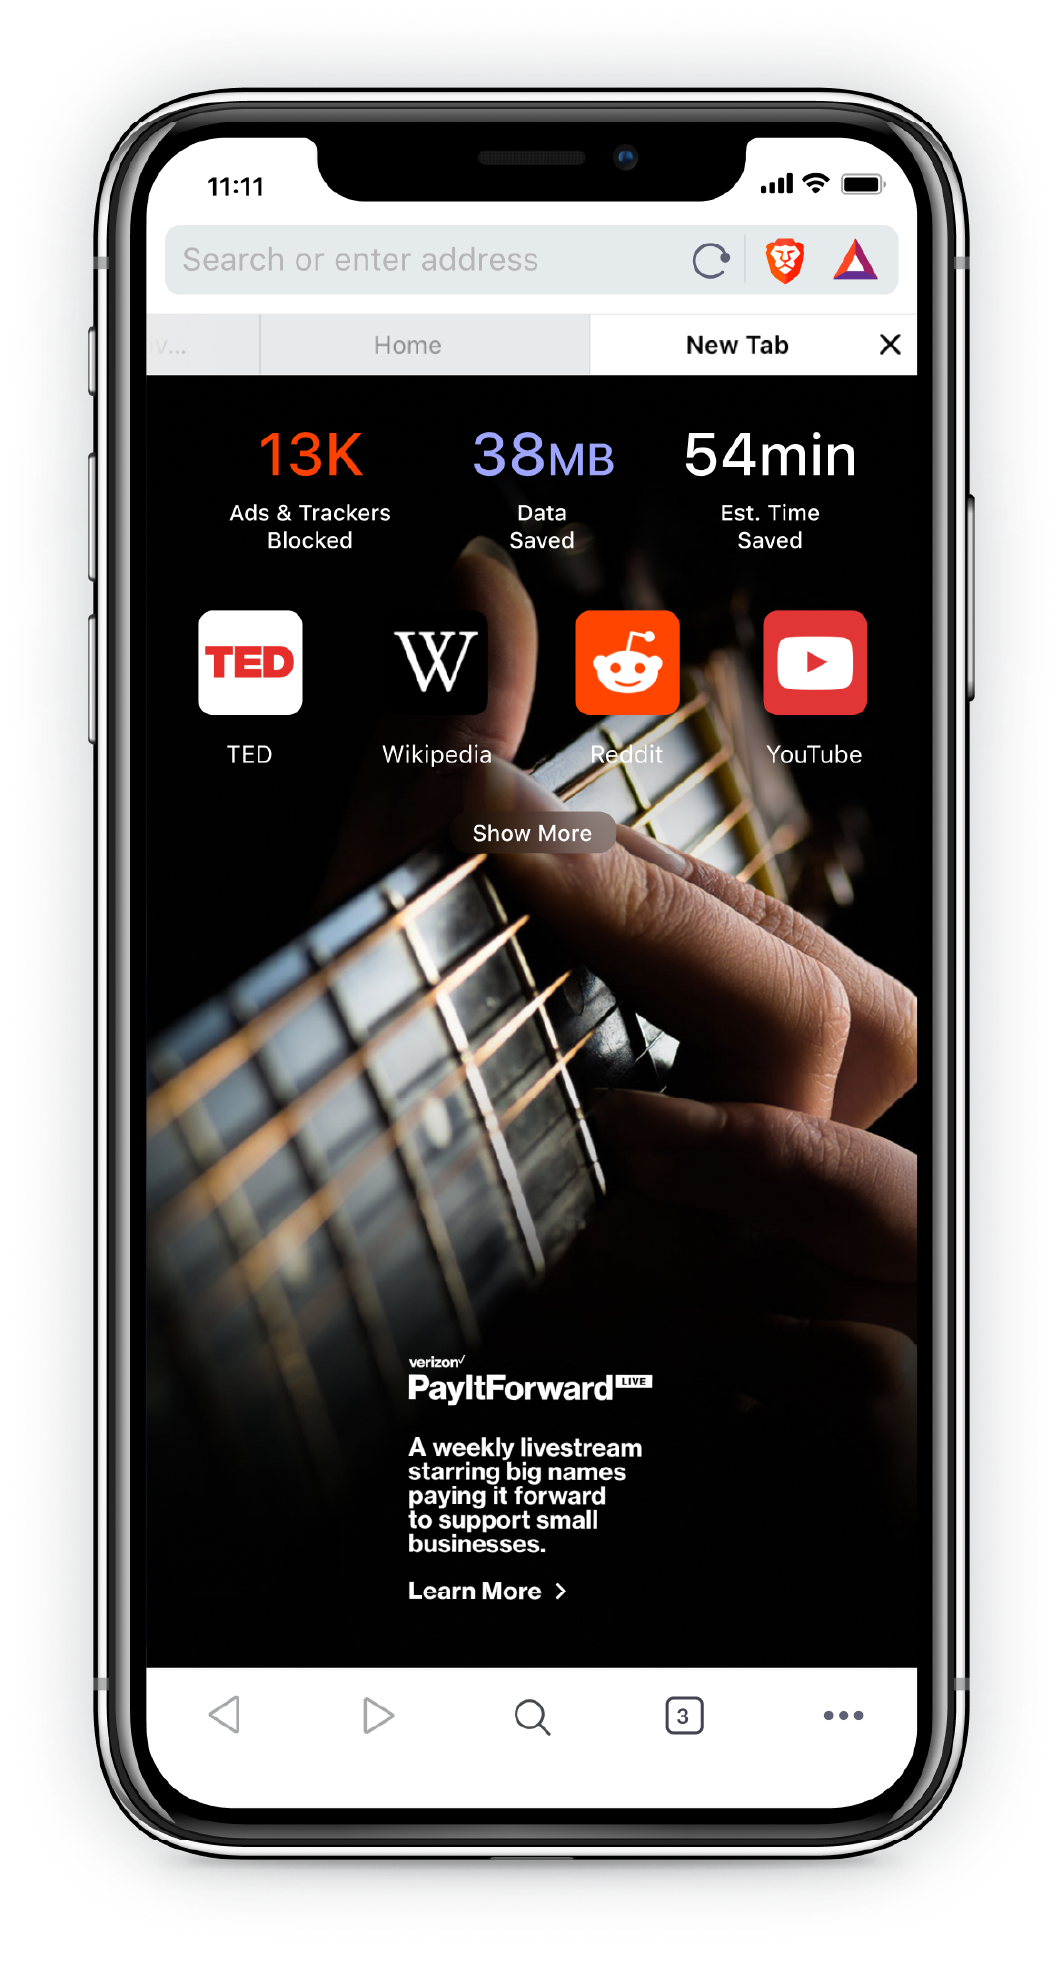 11:11
Search or enter address
v...
Home
New Tab
13K
38MB
54min
Ads & Trackers
Blocked
Data
Saved
Est. Time
Saved
TED
W
TED
Wikipedia
Reddit
YouTube
Show More
verizon✓
PayItForward LIVE
A weekly livestream
starring big names
paying it forward
to support small
businesses.
Learn More >
3